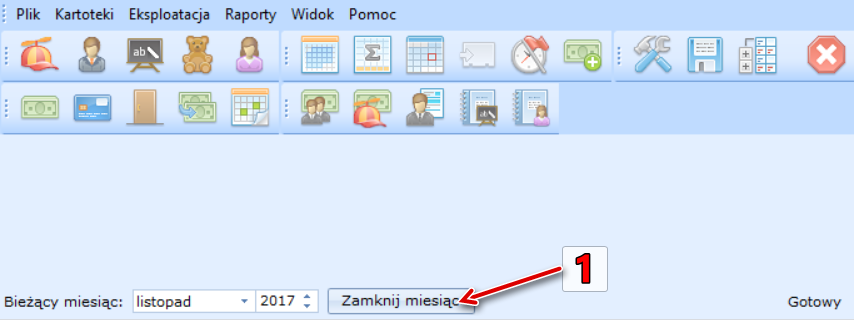 Plik Kartoteki Eksploatacja Raporty Widok Pomoc
ab
1
Bieżący miesiąc: listopad 2017 Zamknij miesiąc Gotowy